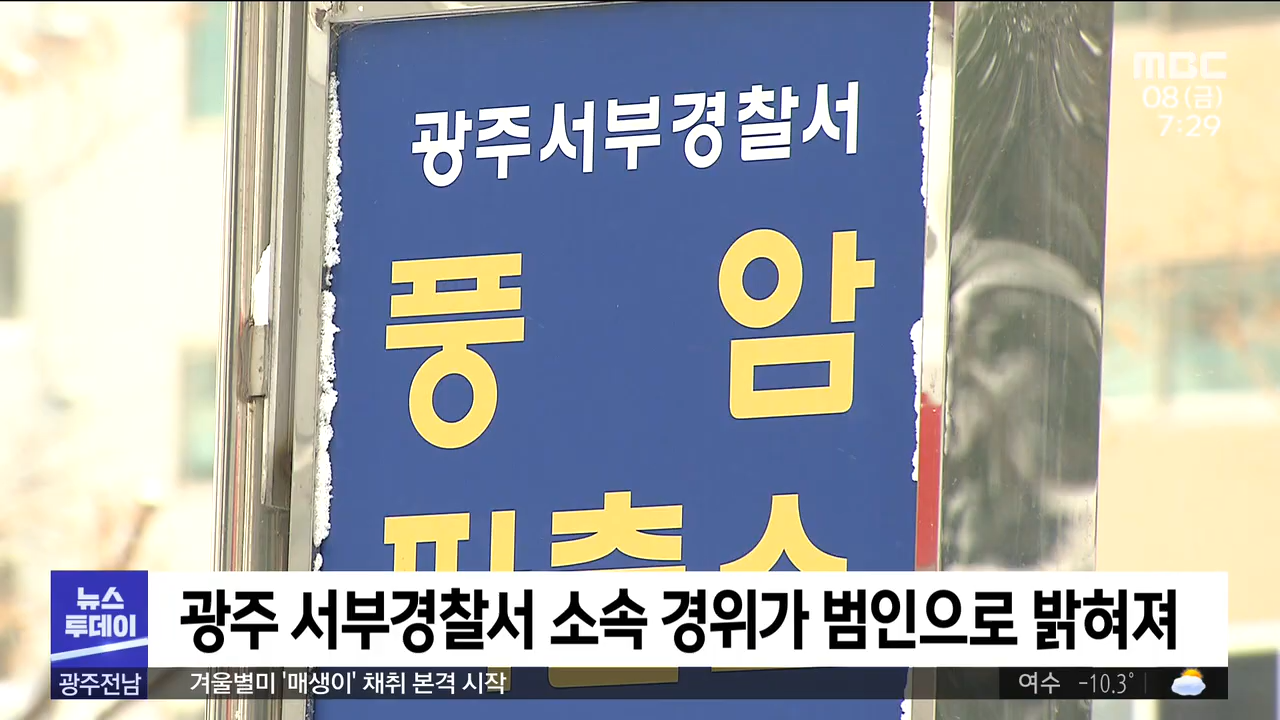 광주서부경찰서
풍 암
파출소
MBC
08(금)
7:29
뉴스
투데이
광주 서부경찰서 소속 경위가 범인으로 밝혀져
광주전남
겨울별미 '매생이' 채취 본격 시작
여수 -10.3°